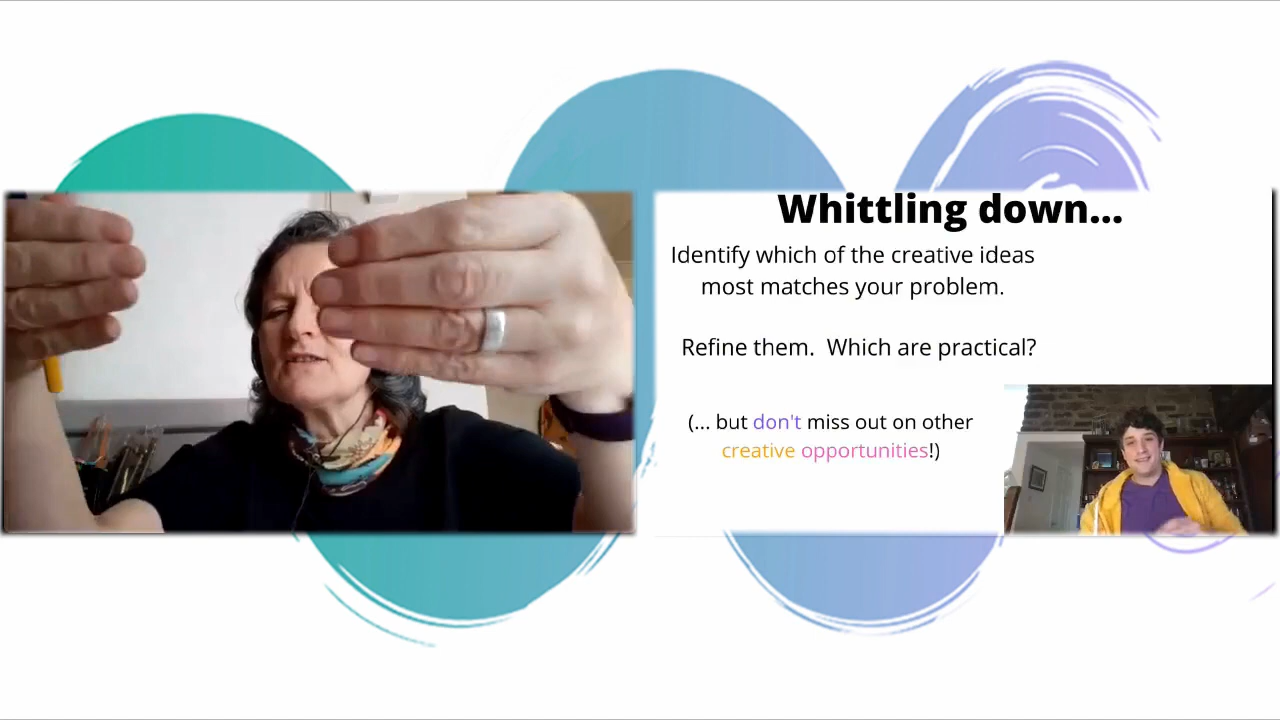 Whittling down...
Identify which of the creative ideas
most matches your problem.
Refine them. Which are practical?
(... but don't miss out on other
creative opportunities!)